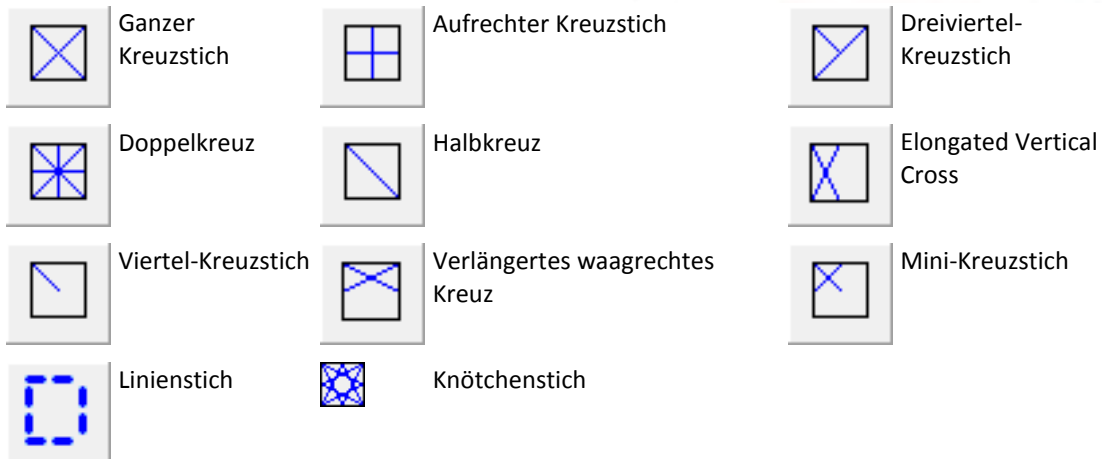 Ganzer
Kreuzstich
Aufrechter Kreuzstich
Dreiviertel-
Kreuzstich
Doppelkreuz
Halbkreuz
Elongated Vertical
Cross
Viertel-Kreuzstich
Verlängertes waagrechtes
Kreuz
Mini-Kreuzstich
Linienstich
Knötchenstich